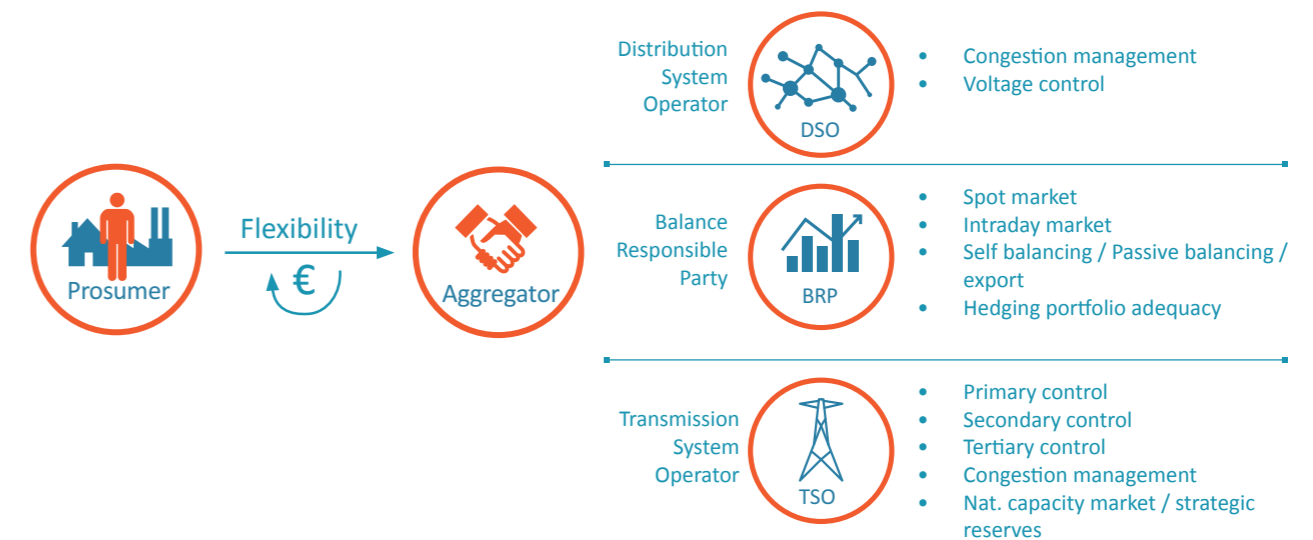 Prosumer
Flexibility
€
Aggregator
Distribution
System
Operator
DSO
• Congestion management
• Voltage control
Balance
Responsible
Party
BRP
• Spot market
• Intraday market
• Self balancing / Passive balancing /
export
• Hedging portfolio adequacy
Transmission
System
Operator
TSO
• Primary control
• Secondary control
• Tertiary control
• Congestion management
• Nat. capacity market / strategic
reserves